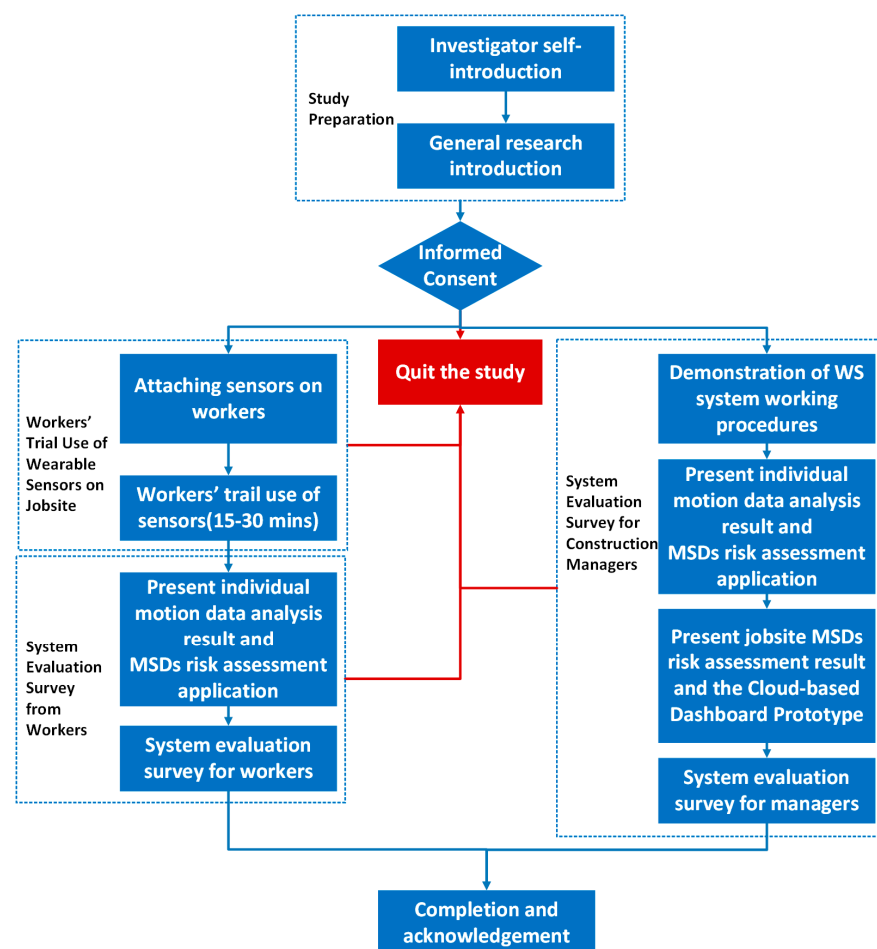 Investigator self-
introduction
Study
Preparation
General research
introduction
Informed
Consent
Attaching sensors on
workers
Quit the study
Demonstration of WS
system working
procedures
Workers'
Trial Use of
Wearable
Sensors on
Jobsite
Workers' trail use of
sensors(15-30 mins)
System
Evaluation
Survey for
Construction
Managers
Present individual
motion data analysis
result and
MSDs risk assessment
application
Present individual
motion data analysis
result and
MSDs risk assessment
application
System
Evaluation
Survey
from
Workers
Present jobsite MSDs
risk assessment result
and the Cloud-based
Dashboard Prototype
System evaluation
survey for workers
System evaluation
survey for managers
Completion and
acknowledgement